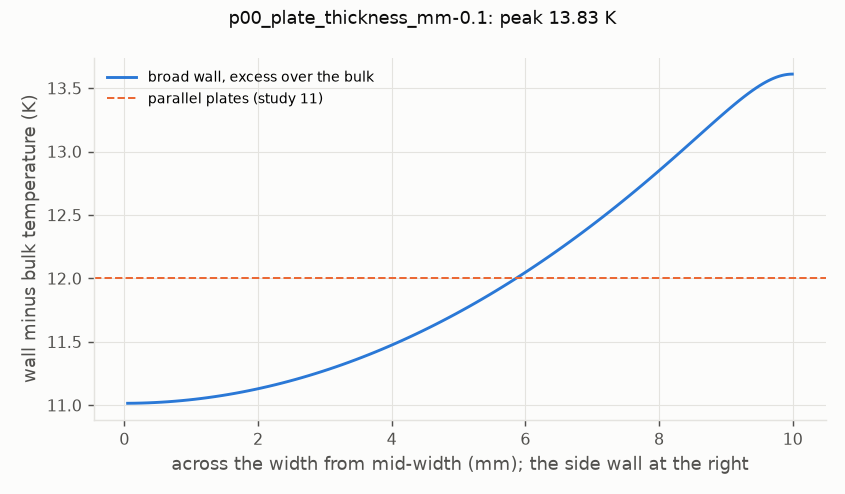 p00_plate_thickness_mm-0.1: peak 13.83 K
broad wall, excess over the bulk
parallel plates (study 11)
wall minus bulk temperature (K)
13.5
13.0
12.5
12.0
11.5
11.0
0 2 4 6 8 10
across the width from mid-width (mm); the side wall at the right